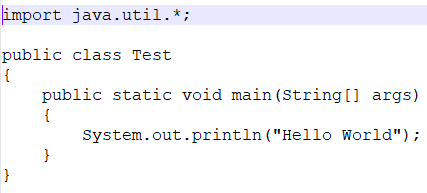 import java.util.*;

public class Test
{
    public static void main(String[] args)
    {
        System.out.println("Hello World");
    }
}